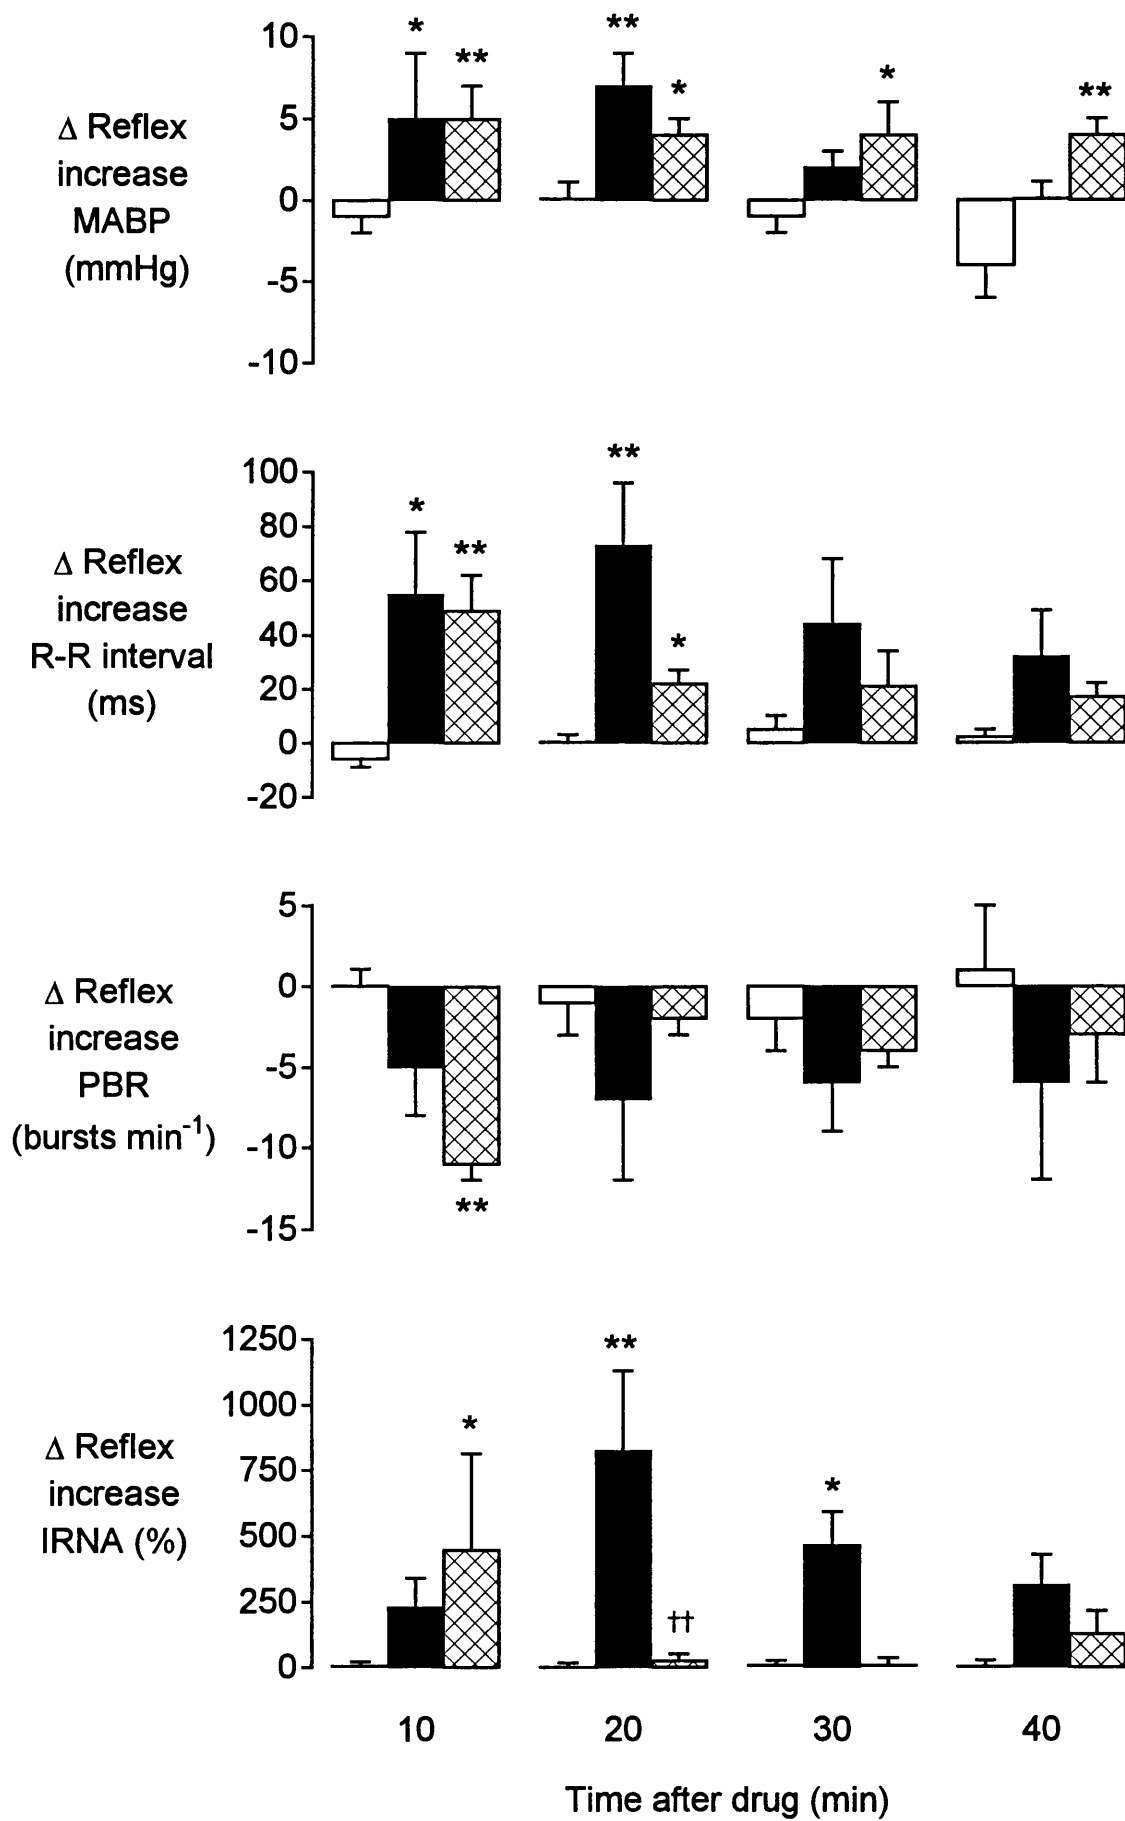 10
5
0
-5
-10
Δ Reflex
increase
MABP
(mmHg)
*
**
**
*
*
**
100
80
60
40
20
0
-20
Δ Reflex
increase
R-R interval
(ms)
*
**
**
*
5
0
-5
-10
-15
Δ Reflex
increase
PBR
(bursts min⁻¹)
**
1250
1000
750
500
250
0
Δ Reflex
increase
IRNA (%)
*
**
††
*
10 20 30 40
Time after drug (min)